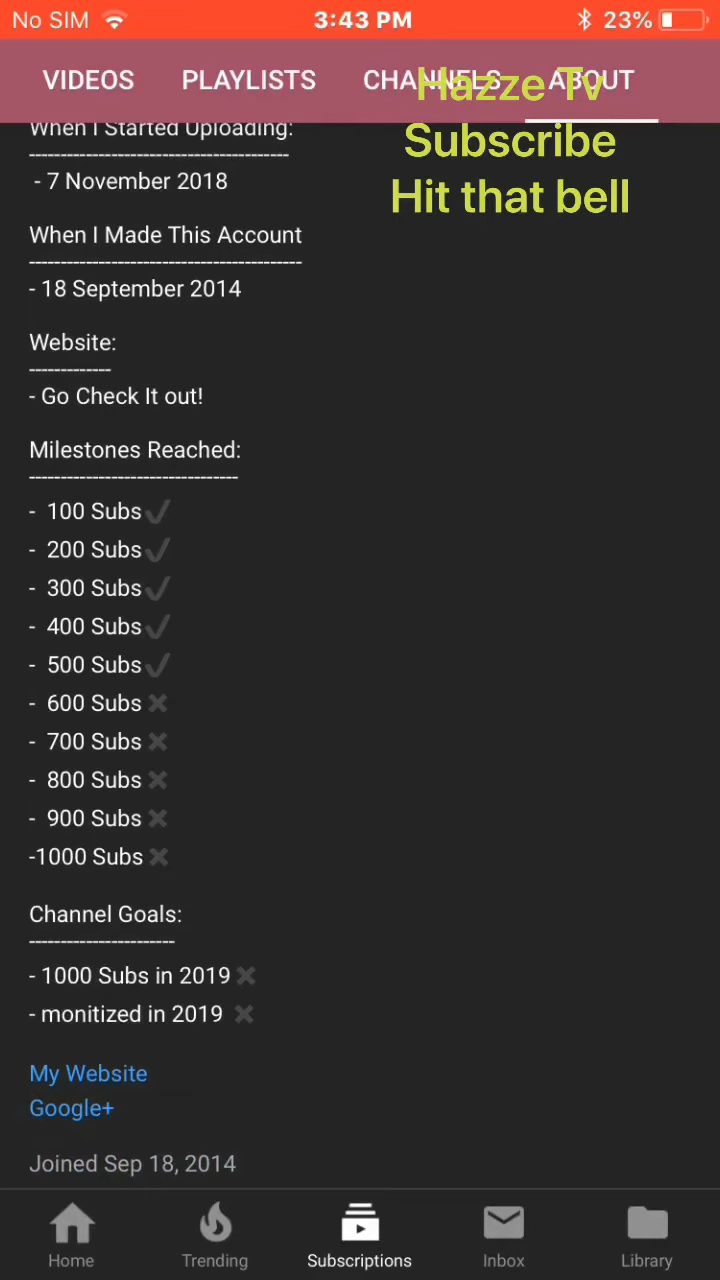 No SIM 3:43 PM 23%
VIDEOS PLAYLISTS CHANNELS ABOUT
Hazze Tv
Subscribe
Hit that bell
When I Started Uploading:
-----------------------------------------
- 7 November 2018
When I Made This Account
-------------------------------------------
- 18 September 2014
Website:
-------------
- Go Check It out!
Milestones Reached:
---------------------------------
- 100 Subs✔
- 200 Subs✔
- 300 Subs✔
- 400 Subs✔
- 500 Subs✔
- 600 Subs ✖
- 700 Subs ✖
- 800 Subs ✖
- 900 Subs ✖
-1000 Subs ✖
Channel Goals:
-----------------------
- 1000 Subs in 2019 ✖
- monitized in 2019 ✖
My Website
Google+
Joined Sep 18, 2014
Home Trending Subscriptions Inbox Library